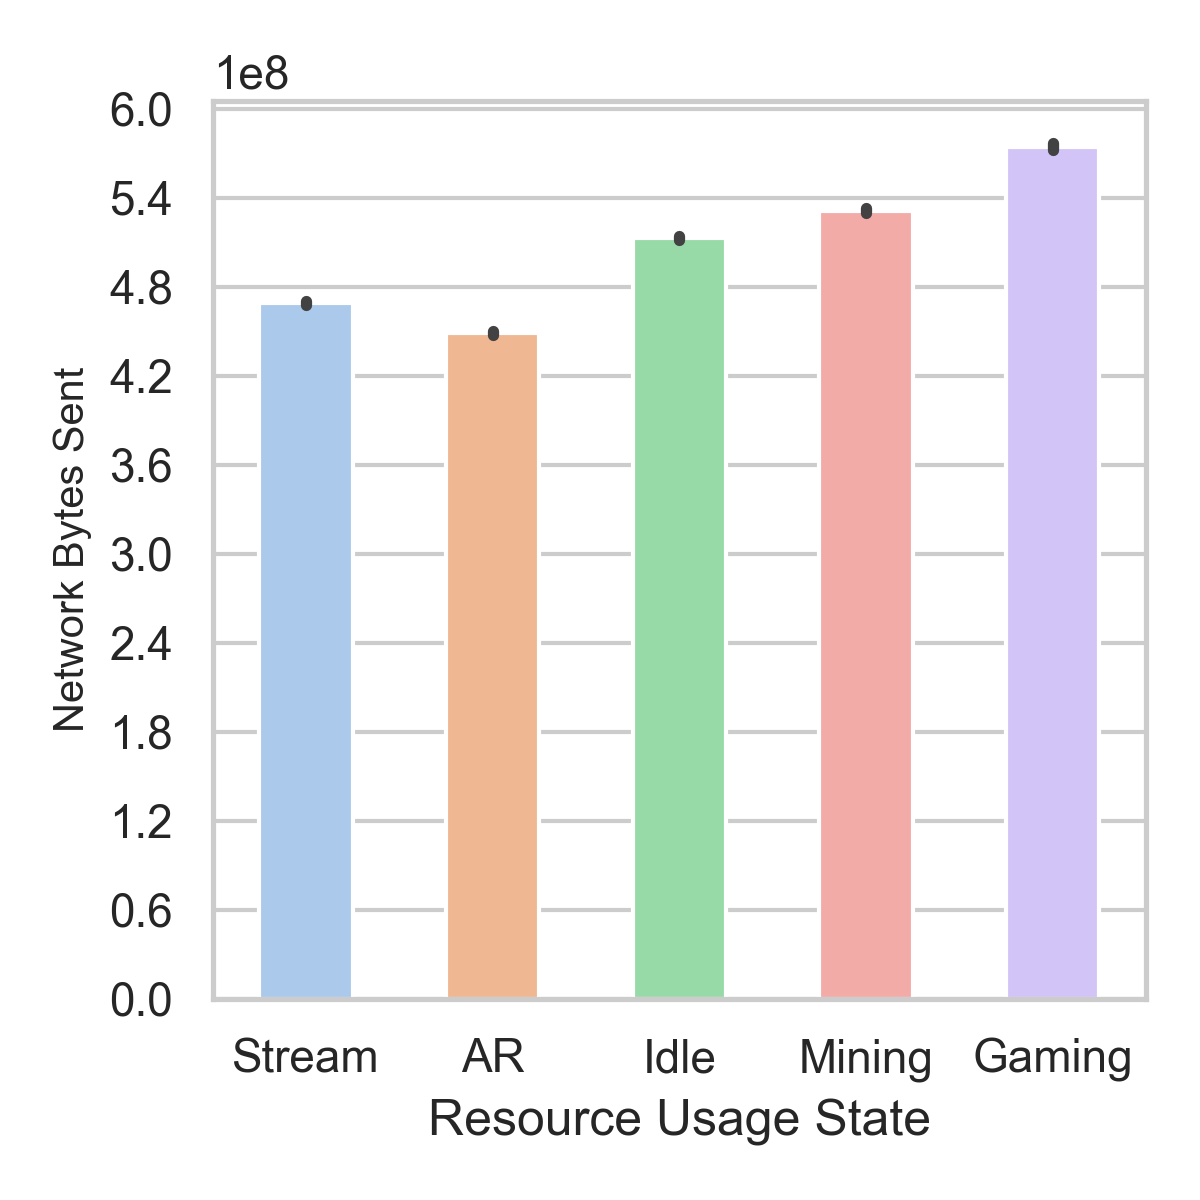 1e8
6.0
5.4
4.8
4.2
3.6
3.0
2.4
1.8
1.2
0.6
0.0
Network Bytes Sent
Stream AR Idle Mining Gaming
Resource Usage State